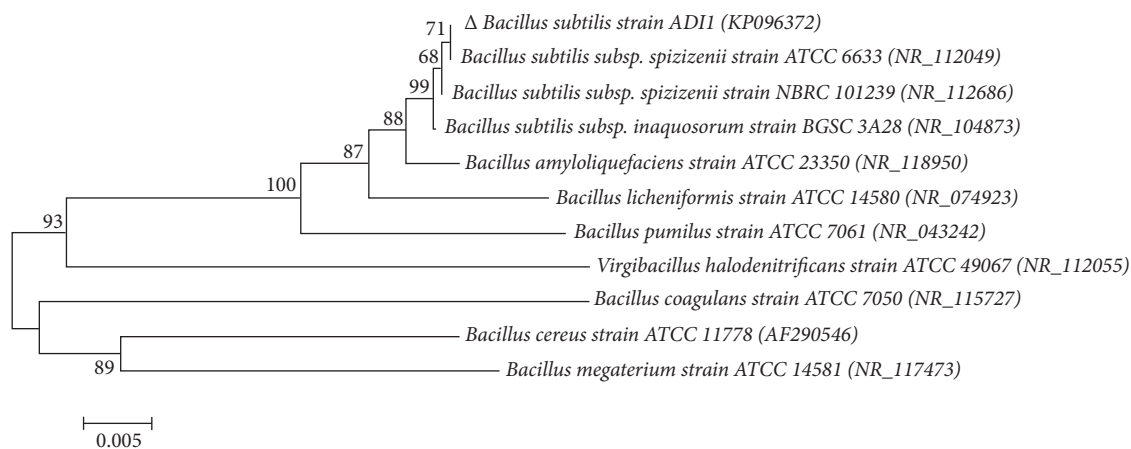 71
Δ Bacillus subtilis strain ADI1 (KP096372)
68
Bacillus subtilis subsp. spizizenii strain ATCC 6633 (NR_112049)
99
Bacillus subtilis subsp. spizizenii strain NBRC 101239 (NR_112686)
88
Bacillus subtilis subsp. inaquosorum strain BGSC 3A28 (NR_104873)
87
Bacillus amyloliquefaciens strain ATCC 23350 (NR_118950)
100
Bacillus licheniformis strain ATCC 14580 (NR_074923)
93
Bacillus pumilus strain ATCC 7061 (NR_043242)
Virgibacillus halodenitrificans strain ATCC 49067 (NR_112055)
Bacillus coagulans strain ATCC 7050 (NR_115727)
Bacillus cereus strain ATCC 11778 (AF290546)
89
Bacillus megaterium strain ATCC 14581 (NR_117473)
0.005